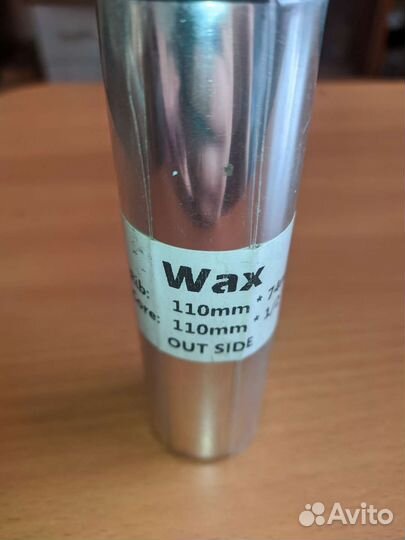 Wax
110mm *
110mm *
OUT SIDE
Avito